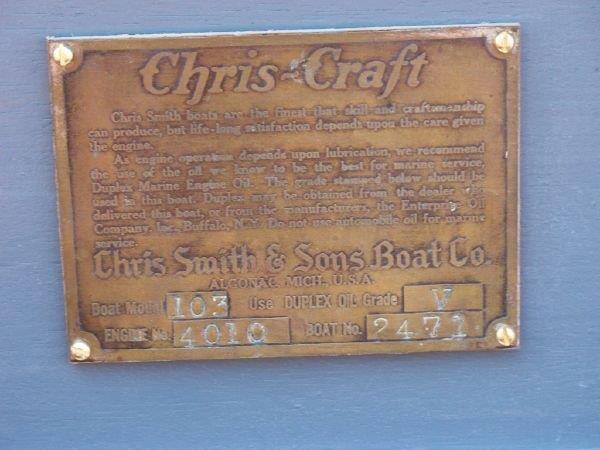 Chris-Craft
Chris Smith boats are the finest that skill and craftsmanship
can produce, but life-long satisfaction depends upon the care given
the engine.
As engine operation depends upon lubrication, we recommend
the use of the oil we know to be the best for marine service,
Duplex Marine Engine Oil. The grade stamped below should be
used in this boat. Duplex may be obtained from the dealer who
delivered this boat, or from the manufacturers, the Enterprise Oil
Company, Inc., Buffalo, N.Y. Do not use automobile oil for marine
service.
Chris Smith & Sons Boat Co.
ALGONAC, MICH., U.S.A.
Boat Model 103 Use DUPLEX OIL Grade V
ENGINE No. 4010 BOAT No. 2471